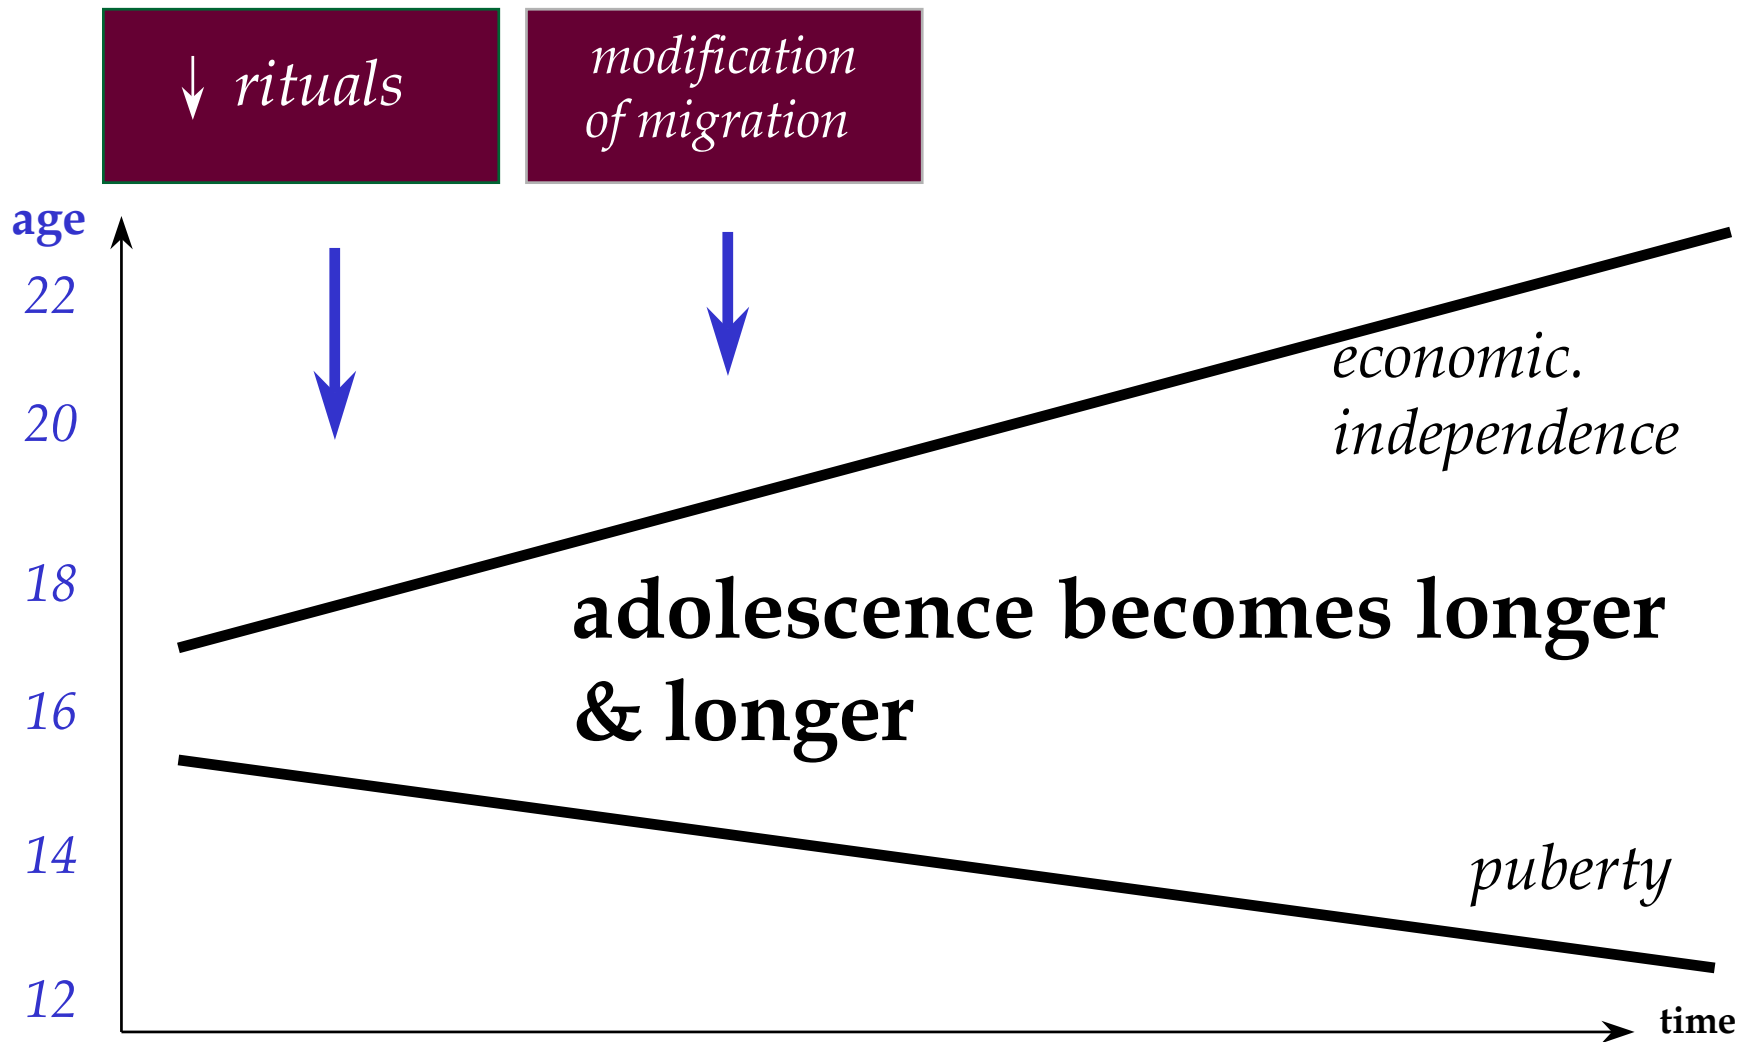 ↓ rituals
modification
of migration
age
22
20
18
16
14
12
economic.
independence
adolescence becomes longer
& longer
puberty
time